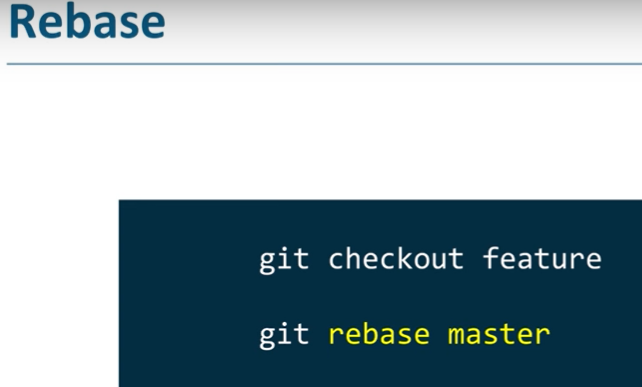 Rebase
git checkout feature
git rebase master